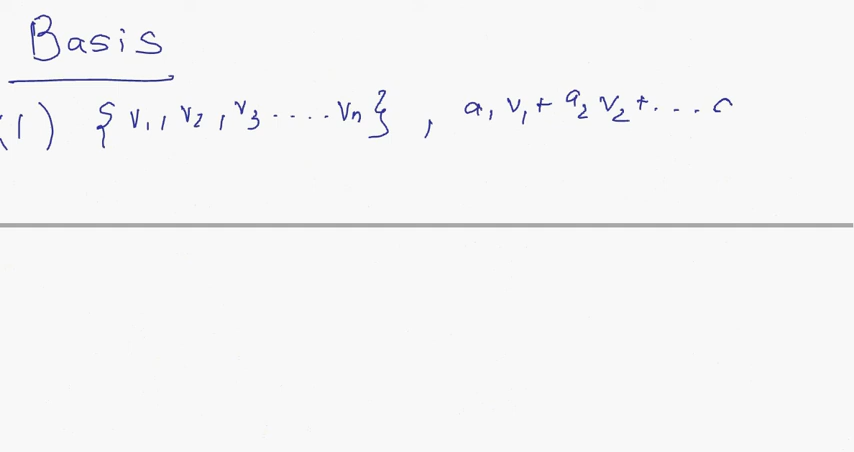 Basis
(1) { v₁, v₂, v₃ ..... vₙ } , a₁ v₁ + a₂ v₂ + ....